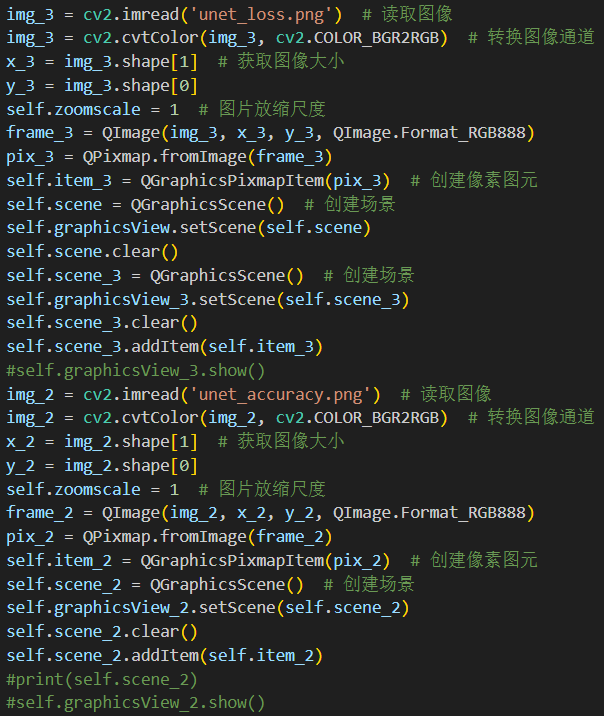 img_3 = cv2.imread('unet_loss.png')  # 读取图像
img_3 = cv2.cvtColor(img_3, cv2.COLOR_BGR2RGB)  # 转换图像通道
x_3 = img_3.shape[1]  # 获取图像大小
y_3 = img_3.shape[0]
self.zoomscale = 1  # 图片放缩尺度
frame_3 = QImage(img_3, x_3, y_3, QImage.Format_RGB888)
pix_3 = QPixmap.fromImage(frame_3)
self.item_3 = QGraphicsPixmapItem(pix_3)  # 创建像素图元
self.scene = QGraphicsScene()  # 创建场景
self.graphicsView.setScene(self.scene)
self.scene.clear()
self.scene_3 = QGraphicsScene()  # 创建场景
self.graphicsView_3.setScene(self.scene_3)
self.scene_3.clear()
self.scene_3.addItem(self.item_3)
#self.graphicsView_3.show()
img_2 = cv2.imread('unet_accuracy.png')  # 读取图像
img_2 = cv2.cvtColor(img_2, cv2.COLOR_BGR2RGB)  # 转换图像通道
x_2 = img_2.shape[1]  # 获取图像大小
y_2 = img_2.shape[0]
self.zoomscale = 1  # 图片放缩尺度
frame_2 = QImage(img_2, x_2, y_2, QImage.Format_RGB888)
pix_2 = QPixmap.fromImage(frame_2)
self.item_2 = QGraphicsPixmapItem(pix_2)  # 创建像素图元
self.scene_2 = QGraphicsScene()  # 创建场景
self.graphicsView_2.setScene(self.scene_2)
self.scene_2.clear()
self.scene_2.addItem(self.item_2)
#print(self.scene_2)
#self.graphicsView_2.show()